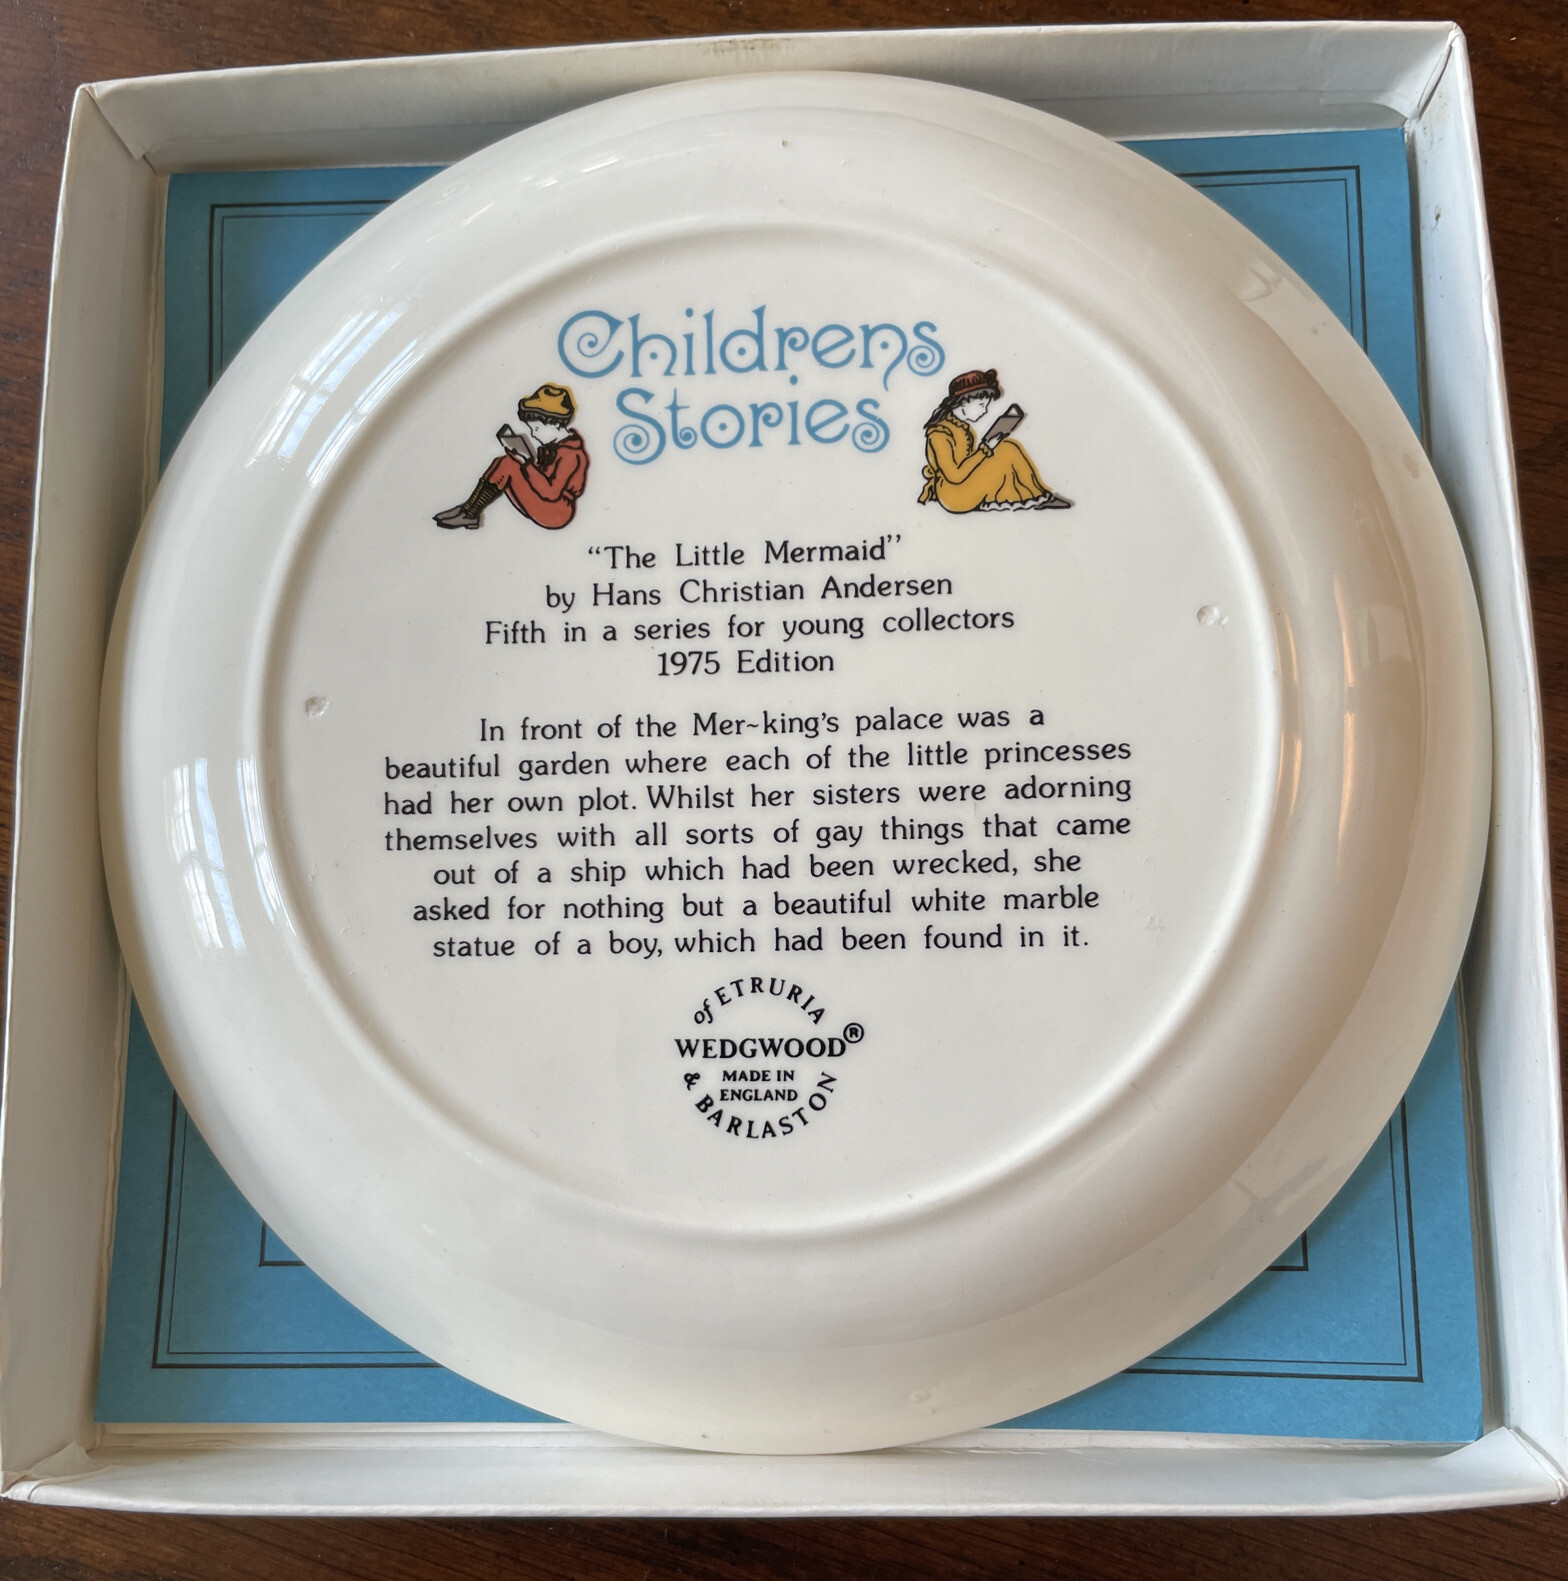 Childrens
Stories
“The Little Mermaid”
by Hans Christian Andersen
Fifth in a series for young collectors
1975 Edition
In front of the Mer~king’s palace was a
beautiful garden where each of the little princesses
had her own plot. Whilst her sisters were adorning
themselves with all sorts of gay things that came
out of a ship which had been wrecked, she
asked for nothing but a beautiful white marble
statue of a boy, which had been found in it.
of ETRURIA
WEDGWOOD®
MADE IN
ENGLAND
& BARLASTON